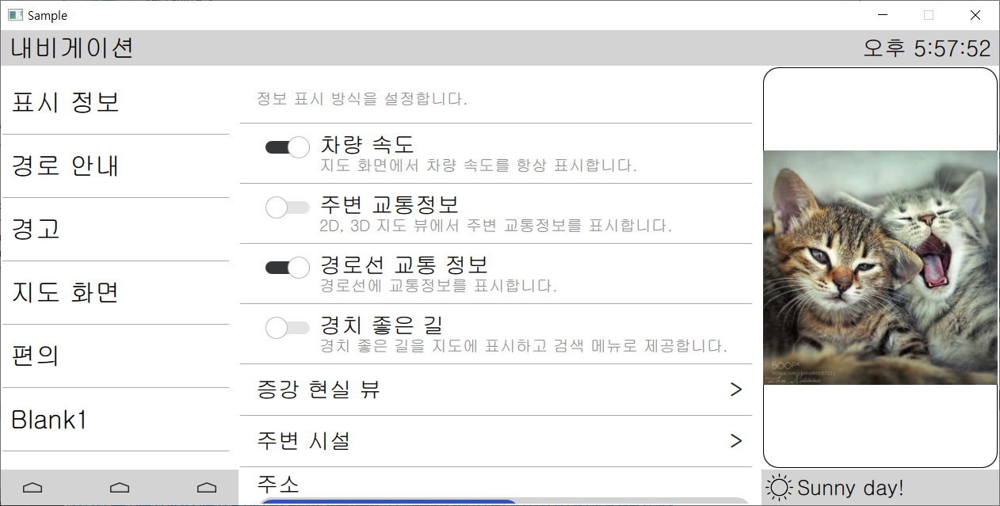 Sample
내비게이션
오후 5:57:52
표시 정보
경로 안내
경고
지도 화면
편의
Blank1
정보 표시 방식을 설정합니다.
차량 속도
지도 화면에서 차량 속도를 항상 표시합니다.
주변 교통정보
2D, 3D 지도 뷰에서 주변 교통정보를 표시합니다.
경로선 교통 정보
경로선에 교통정보를 표시합니다.
경치 좋은 길
경치 좋은 길을 지도에 표시하고 검색 메뉴로 제공합니다.
증강 현실 뷰
주변 시설
주소
500px
Sunny day!